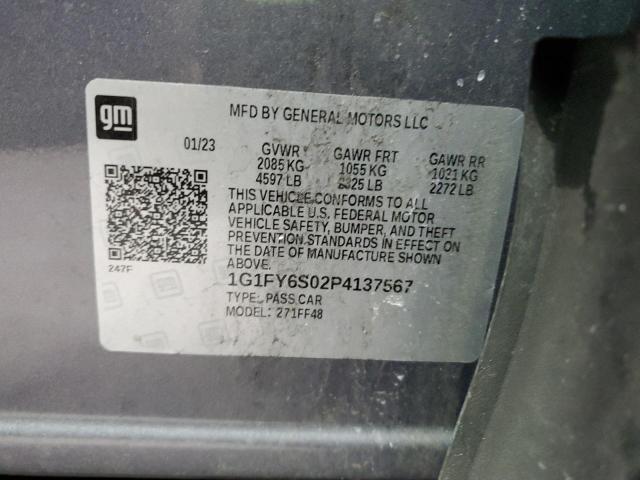 gm
MFD BY GENERAL MOTORS LLC
01/23 GVWR GAWR FRT GAWR RR
2085 KG 1055 KG 1031 KG
4597 LB 2325 LB 2272 LB
THIS VEHICLE CONFORMS TO ALL
APPLICABLE U.S. FEDERAL MOTOR
VEHICLE SAFETY, BUMPER, AND THEFT
PREVENTION STANDARDS IN EFFECT ON
THE DATE OF MANUFACTURE SHOWN
ABOVE.
247F
1G1FY6S02P4137567
TYPE: PASS CAR
MODEL: 271FF48